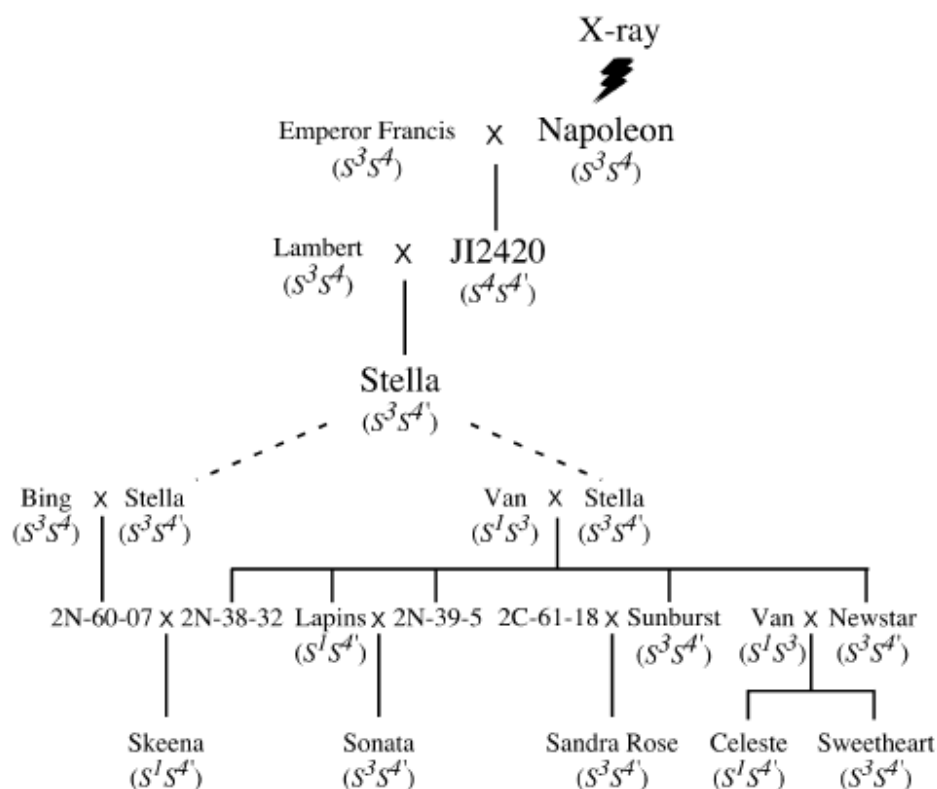 X-ray
Emperor Francis X Napoleon
(S³S⁴) (S³S⁴)
Lambert X JI2420
(S³S⁴) (S⁴S⁴')
Stella
(S³S⁴')
Bing X Stella Van X Stella
(S³S⁴) (S³S⁴') (S¹S³) (S³S⁴')
2N-60-07 X 2N-38-32 Lapins X 2N-39-5 2C-61-18 X Sunburst Van X Newstar
(S¹S⁴') (S³S⁴') (S¹S³) (S³S⁴')
Skeena Sonata Sandra Rose Celeste Sweetheart
(S¹S⁴') (S³S⁴') (S³S⁴') (S¹S⁴') (S³S⁴')